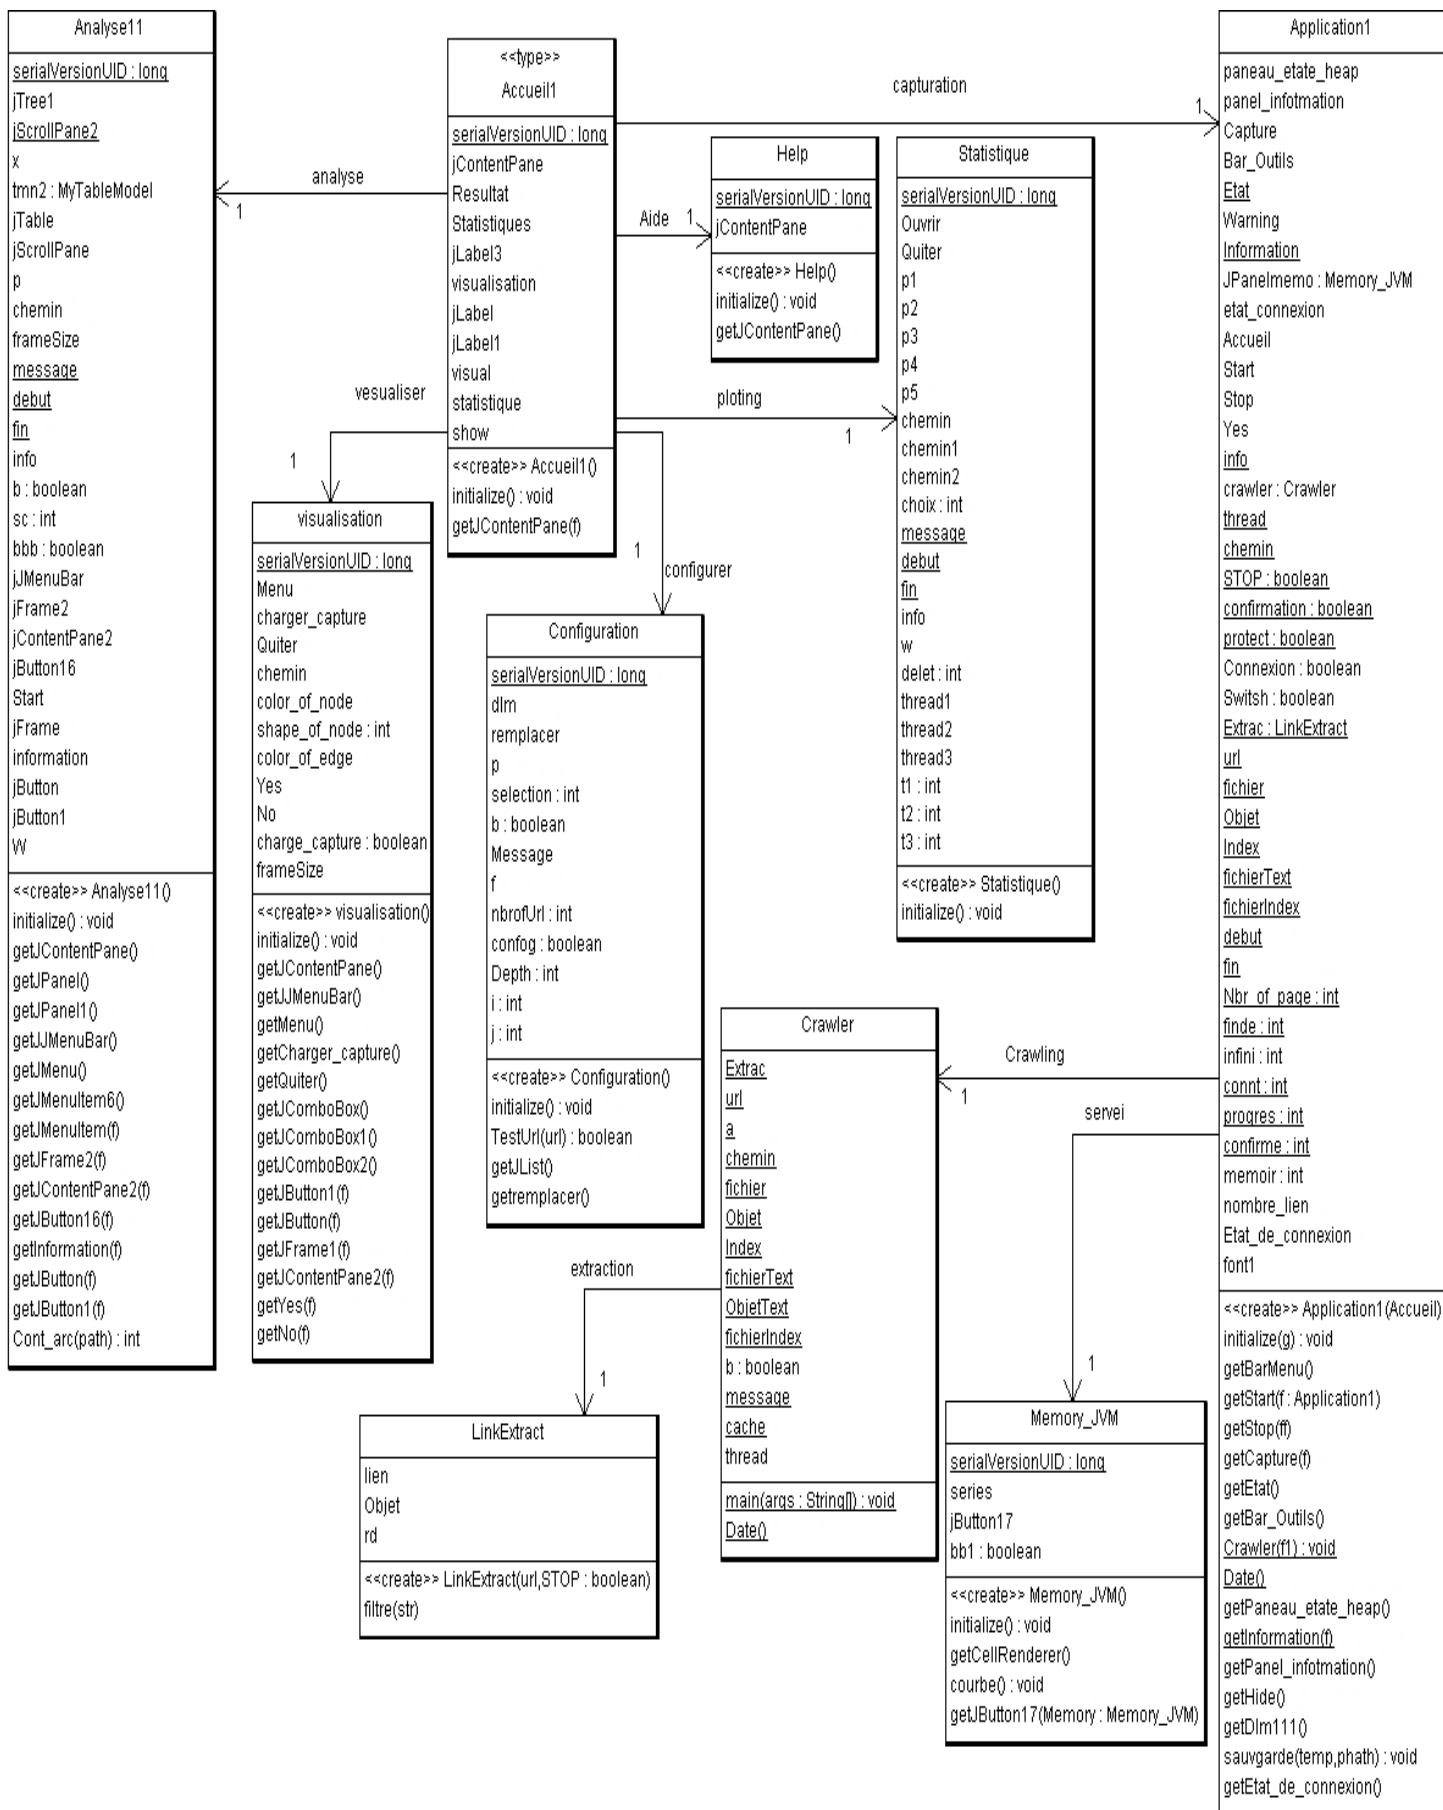 Analyse11
serialVersionUID : long
jTree1
jScrollPane2
x
tmn2 : MyTableModel
jTable
jScrollPane
p
chemin
frameSize
message
debut
fin
info
b : boolean
sc : int
bbb : boolean
jJMenuBar
jFrame2
jContentPane2
jButton16
Start
jFrame
information
jButton
jButton1
W
<<create>> Analyse11()
initialize() : void
getJContentPane()
getJPanel()
getJPanel1()
getJJMenuBar()
getJMenu()
getJMenuItem6()
getJMenuItem(f)
getJFrame2(f)
getJContentPane2(f)
getJButton16(f)
getInformation(f)
getJButton(f)
getJButton1(f)
Cont_arc(path) : int
analyse
1
<<type>>
Accueil1
serialVersionUID : long
jContentPane
Resultat
Statistiques
jLabel3
visualisation
jLabel
jLabel1
visual
statistique
show
<<create>> Accueil1()
initialize() : void
getJContentPane(f)
capturation
1
Aide
1
Help
serialVersionUID : long
jContentPane
<<create>> Help()
initialize() : void
getJContentPane()
ploting
1
Statistique
serialVersionUID : long
Ouvrir
Quiter
p1
p2
p3
p4
p5
chemin
chemin1
chemin2
choix : int
message
debut
fin
info
w
delet : int
thread1
thread2
thread3
t1 : int
t2 : int
t3 : int
<<create>> Statistique()
initialize() : void
vesualiser
1
visualisation
serialVersionUID : long
Menu
charger_capture
Quiter
chemin
color_of_node
shape_of_node : int
color_of_edge
Yes
No
charge_capture : boolean
frameSize
<<create>> visualisation()
initialize() : void
getJContentPane()
getJJMenuBar()
getMenu()
getCharger_capture()
getQuiter()
getJComboBox()
getJComboBox1()
getJComboBox2()
getJButton1(f)
getJButton(f)
getJFrame1(f)
getJContentPane2(f)
getYes(f)
getNo(f)
1
configurer
Configuration
serialVersionUID : long
dlm
remplacer
p
selection : int
b : boolean
Message
f
nbrofUrl : int
confog : boolean
Depth : int
i : int
j : int
<<create>> Configuration()
initialize() : void
TestUrl(url) : boolean
getJList()
getremplacer()
Application1
paneau_etate_heap
panel_infotmation
Capture
Bar_Outils
Etat
Warning
Information
JPanelmemo : Memory_JVM
etat_connexion
Accueil
Start
Stop
Yes
info
crawler : Crawler
thread
chemin
STOP : boolean
confirmation : boolean
protect : boolean
Connexion : boolean
Switsh : boolean
Extrac : LinkExtract
url
fichier
Objet
Index
fichierText
fichierIndex
debut
fin
Nbr_of_page : int
finde : int
infini : int
connt : int
progres : int
confirme : int
memoir : int
nombre_lien
Etat_de_connexion
font1
<<create>> Application1(Accueil)
initialize(g) : void
getBarMenu()
getStart(f : Application1)
getStop(ff)
getCapture(f)
getEtat()
getBar_Outils()
Crawler(f1) : void
Date()
getPaneau_etate_heap()
getInformation(f)
getPanel_infotmation()
getHide()
getDlm111()
sauvgarde(temp,phath) : void
getEtat_de_connexion()
Crawling
1
servei
1
Crawler
Extrac
url
a
chemin
fichier
Objet
Index
fichierText
ObjetText
fichierIndex
b : boolean
message
cache
thread
main(args : String[]) : void
Date()
extraction
1
LinkExtract
lien
Objet
rd
<<create>> LinkExtract(url,STOP : boolean)
filtre(str)
Memory_JVM
serialVersionUID : long
series
jButton17
bb1 : boolean
<<create>> Memory_JVM()
initialize() : void
getCellRenderer()
courbe() : void
getJButton17(Memory : Memory_JVM)